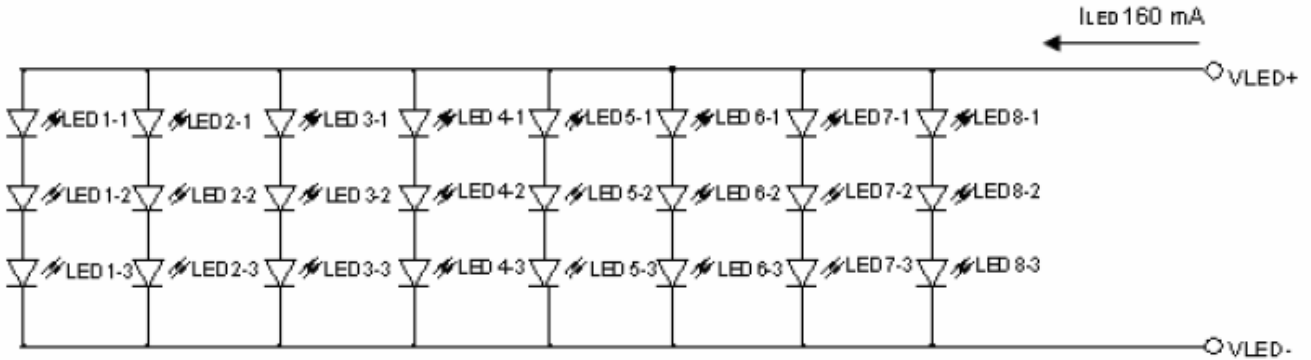 ILED 160 mA
VLED+
LED 1-1 LED 2-1 LED 3-1 LED 4-1 LED 5-1 LED 6-1 LED 7-1 LED 8-1
LED 1-2 LED 2-2 LED 3-2 LED 4-2 LED 5-2 LED 6-2 LED 7-2 LED 8-2
LED 1-3 LED 2-3 LED 3-3 LED 4-3 LED 5-3 LED 6-3 LED 7-3 LED 8-3
VLED-